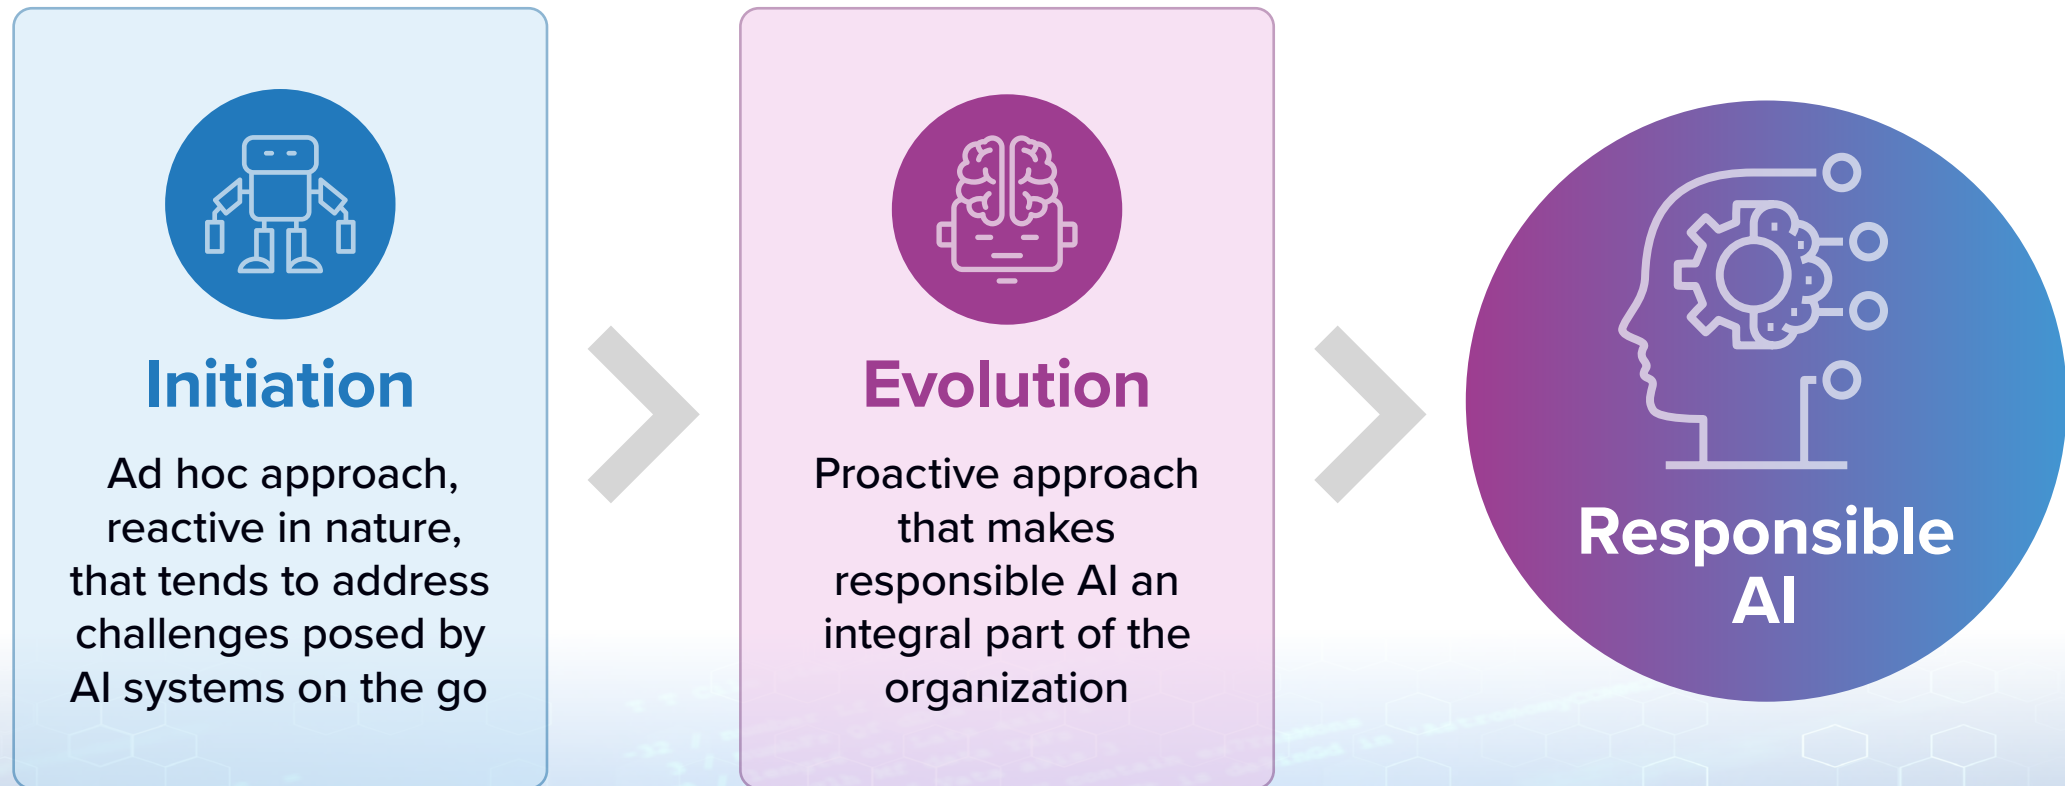 Initiation
Ad hoc approach,
reactive in nature,
that tends to address
challenges posed by
AI systems on the go
Evolution
Proactive approach
that makes
responsible AI an
integral part of the
organization
Responsible
AI